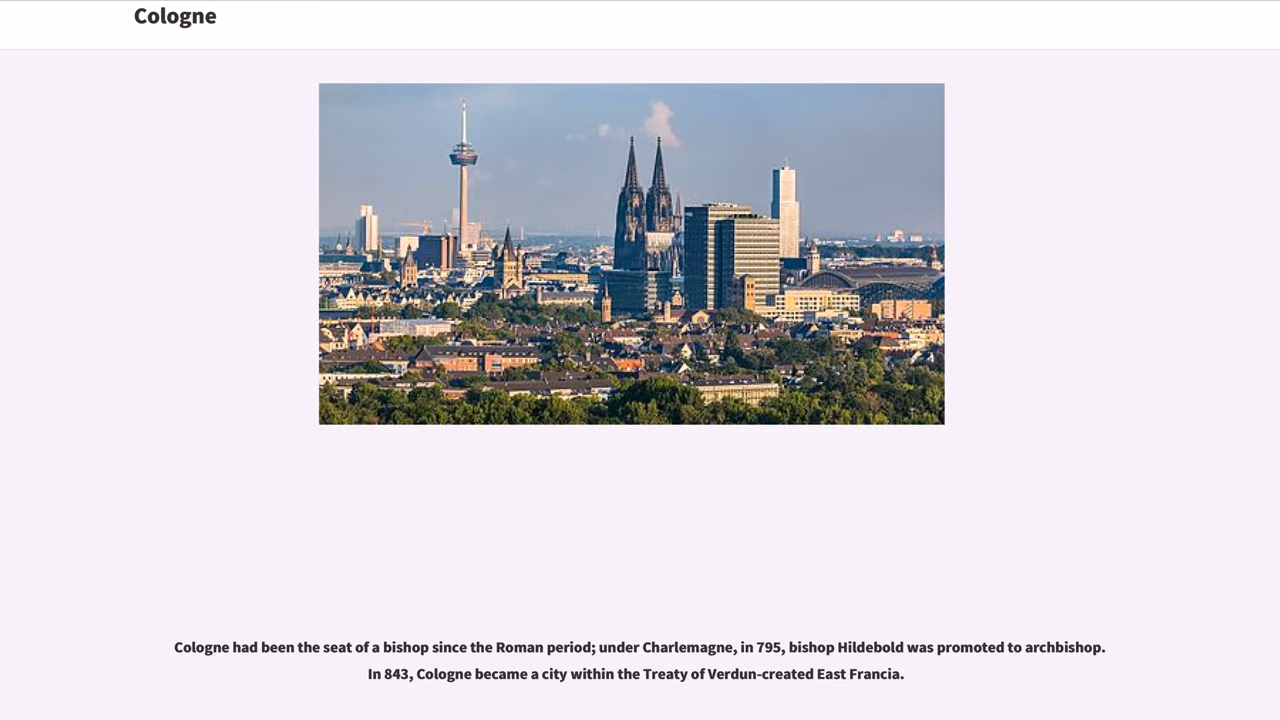 Cologne
Cologne had been the seat of a bishop since the Roman period; under Charlemagne, in 795, bishop Hildebold was promoted to archbishop.
In 843, Cologne became a city within the Treaty of Verdun-created East Francia.